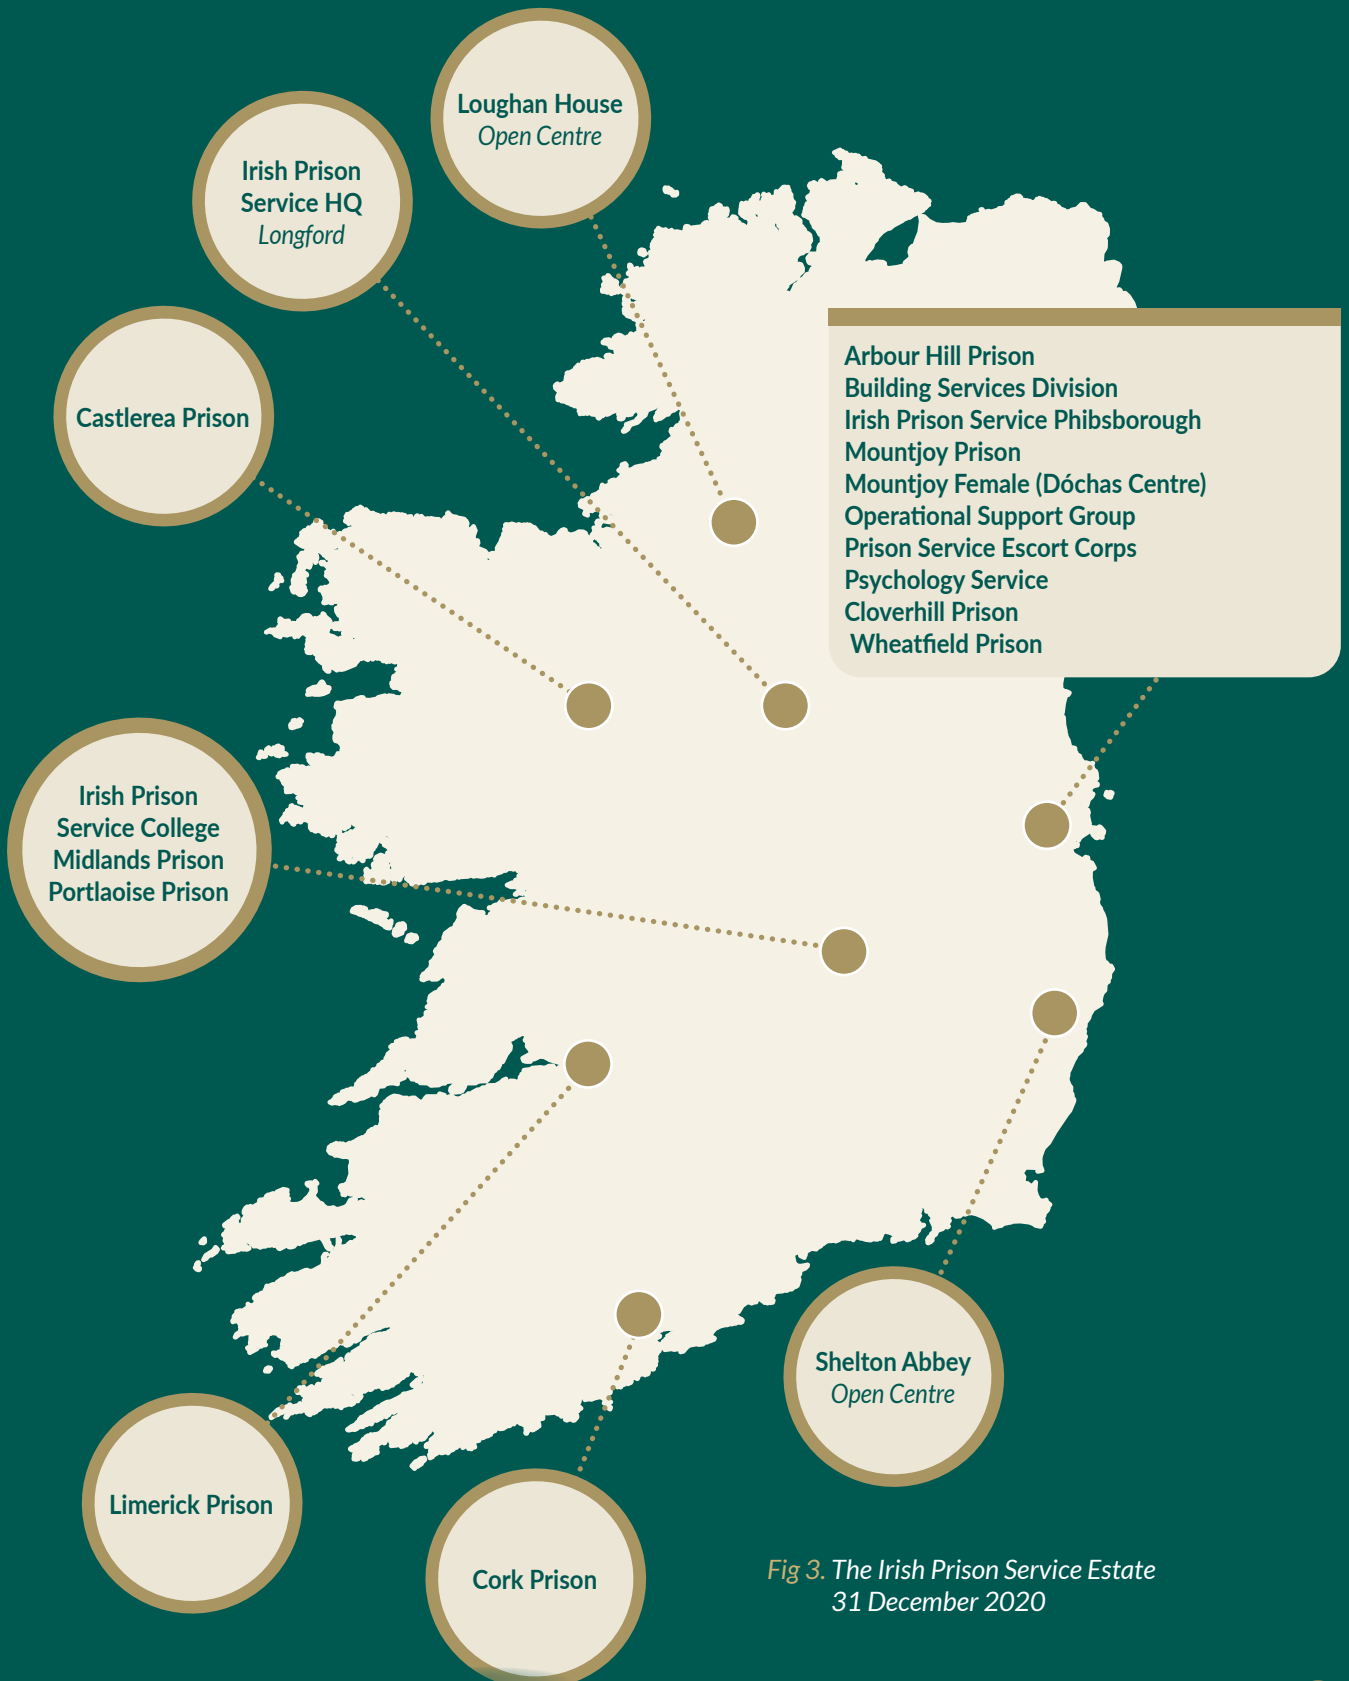 Loughan House
Open Centre
Irish Prison
Service HQ
Longford
Castlerea Prison
Arbour Hill Prison
Building Services Division
Irish Prison Service Phibsborough
Mountjoy Prison
Mountjoy Female (Dóchas Centre)
Operational Support Group
Prison Service Escort Corps
Psychology Service
Cloverhill Prison
Wheatfield Prison
Irish Prison
Service College
Midlands Prison
Portlaoise Prison
Shelton Abbey
Open Centre
Limerick Prison
Cork Prison
Fig 3. The Irish Prison Service Estate
31 December 2020